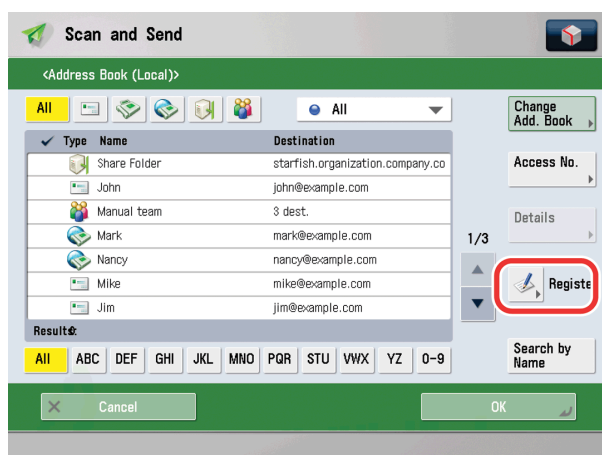 Scan and Send
<Address Book (Local)>
All
All
Change
Add. Book
Type Name Destination
Share Folder starfish.organization.company.co
John john@example.com
Manual team 3 dest.
Mark mark@example.com
Nancy nancy@example.com
Mike mike@example.com
Jim jim@example.com
Access No.
Details
1/3
Registe
Results:
All ABC DEF GHI JKL MNO PQR STU VWX YZ 0-9
Search by
Name
Cancel
OK